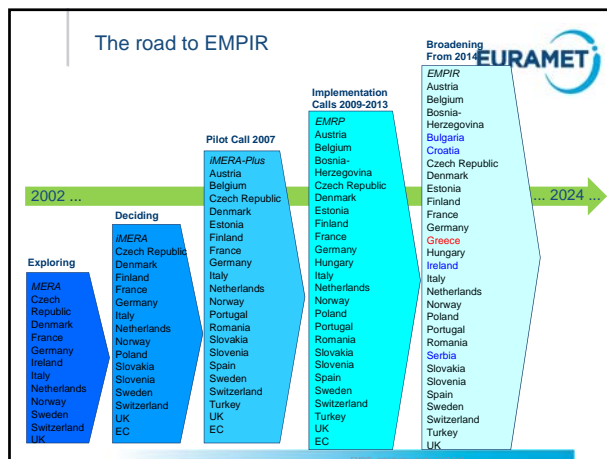 The road to EMPIR
EURAMET
Exploring
MERA
Czech
Republic
Denmark
France
Germany
Ireland
Italy
Netherlands
Norway
Sweden
Switzerland
UK
Deciding
iMERA
Czech Republic
Denmark
Finland
France
Germany
Italy
Netherlands
Norway
Poland
Slovakia
Slovenia
Sweden
Switzerland
UK
EC
Pilot Call 2007
iMERA-Plus
Austria
Belgium
Czech Republic
Denmark
Estonia
Finland
France
Germany
Italy
Netherlands
Norway
Portugal
Romania
Slovakia
Slovenia
Spain
Sweden
Switzerland
Turkey
UK
EC
Implementation
Calls 2009-2013
EMRP
Austria
Belgium
Bosnia-
Herzegovina
Czech Republic
Denmark
Estonia
Finland
France
Germany
Hungary
Italy
Netherlands
Norway
Poland
Portugal
Romania
Slovakia
Slovenia
Spain
Sweden
Switzerland
Turkey
UK
EC
Broadening
From 2014
EMPIR
Austria
Belgium
Bosnia-
Herzegovina
Bulgaria
Croatia
Czech Republic
Denmark
Estonia
Finland
France
Germany
Greece
Hungary
Ireland
Italy
Netherlands
Norway
Poland
Portugal
Romania
Serbia
Slovakia
Slovenia
Spain
Sweden
Switzerland
Turkey
UK
2002 ...
... 2024 ...